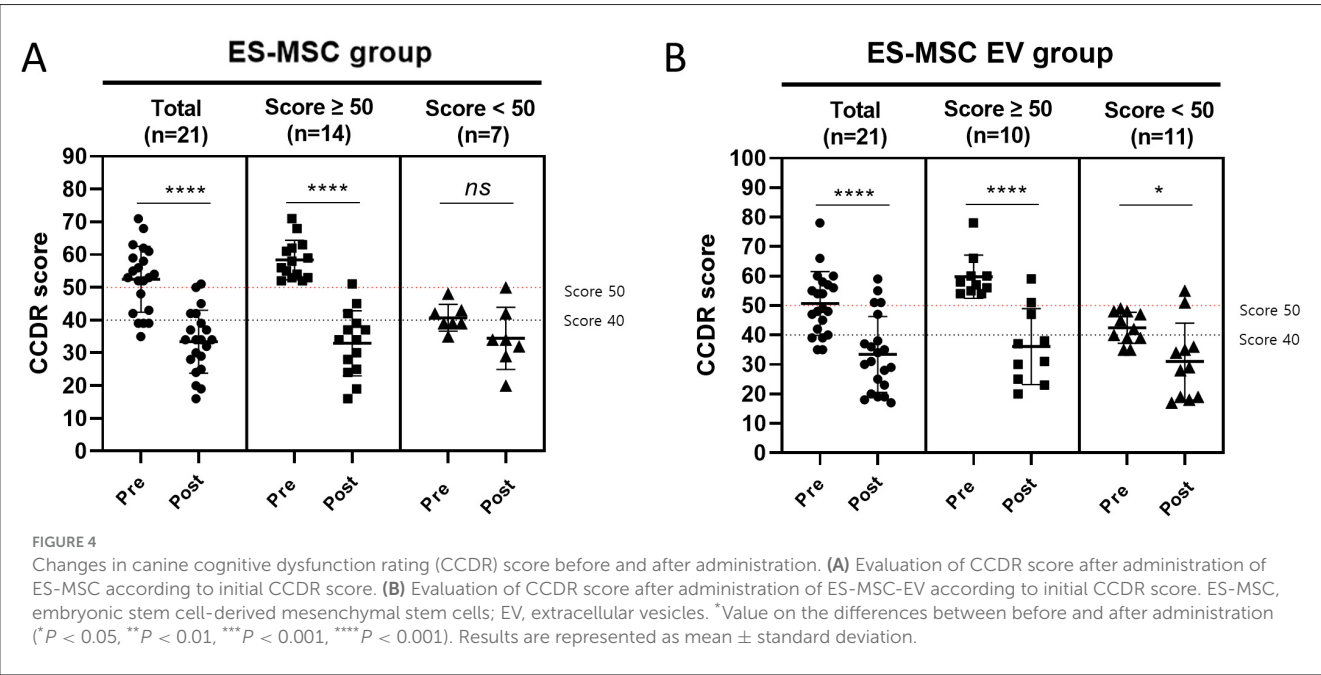 A
ES-MSC group
Total
(n=21)
Score ≥ 50
(n=14)
Score < 50
(n=7)
CCDR score
90
80
70
60
50
40
30
20
10
0
****
****
ns
Score 50
Score 40
Pre
Post
Pre
Post
Pre
Post
B
ES-MSC EV group
Total
(n=21)
Score ≥ 50
(n=10)
Score < 50
(n=11)
CCDR score
100
90
80
70
60
50
40
30
20
10
0
****
****
*
Score 50
Score 40
Pre
Post
Pre
Post
Pre
Post
FIGURE 4
Changes in canine cognitive dysfunction rating (CCDR) score before and after administration. (A) Evaluation of CCDR score after administration of
ES-MSC according to initial CCDR score. (B) Evaluation of CCDR score after administration of ES-MSC-EV according to initial CCDR score. ES-MSC,
embryonic stem cell-derived mesenchymal stem cells; EV, extracellular vesicles. *Value on the differences between before and after administration
(*P < 0.05, **P < 0.01, ***P < 0.001, ****P < 0.001). Results are represented as mean ± standard deviation.